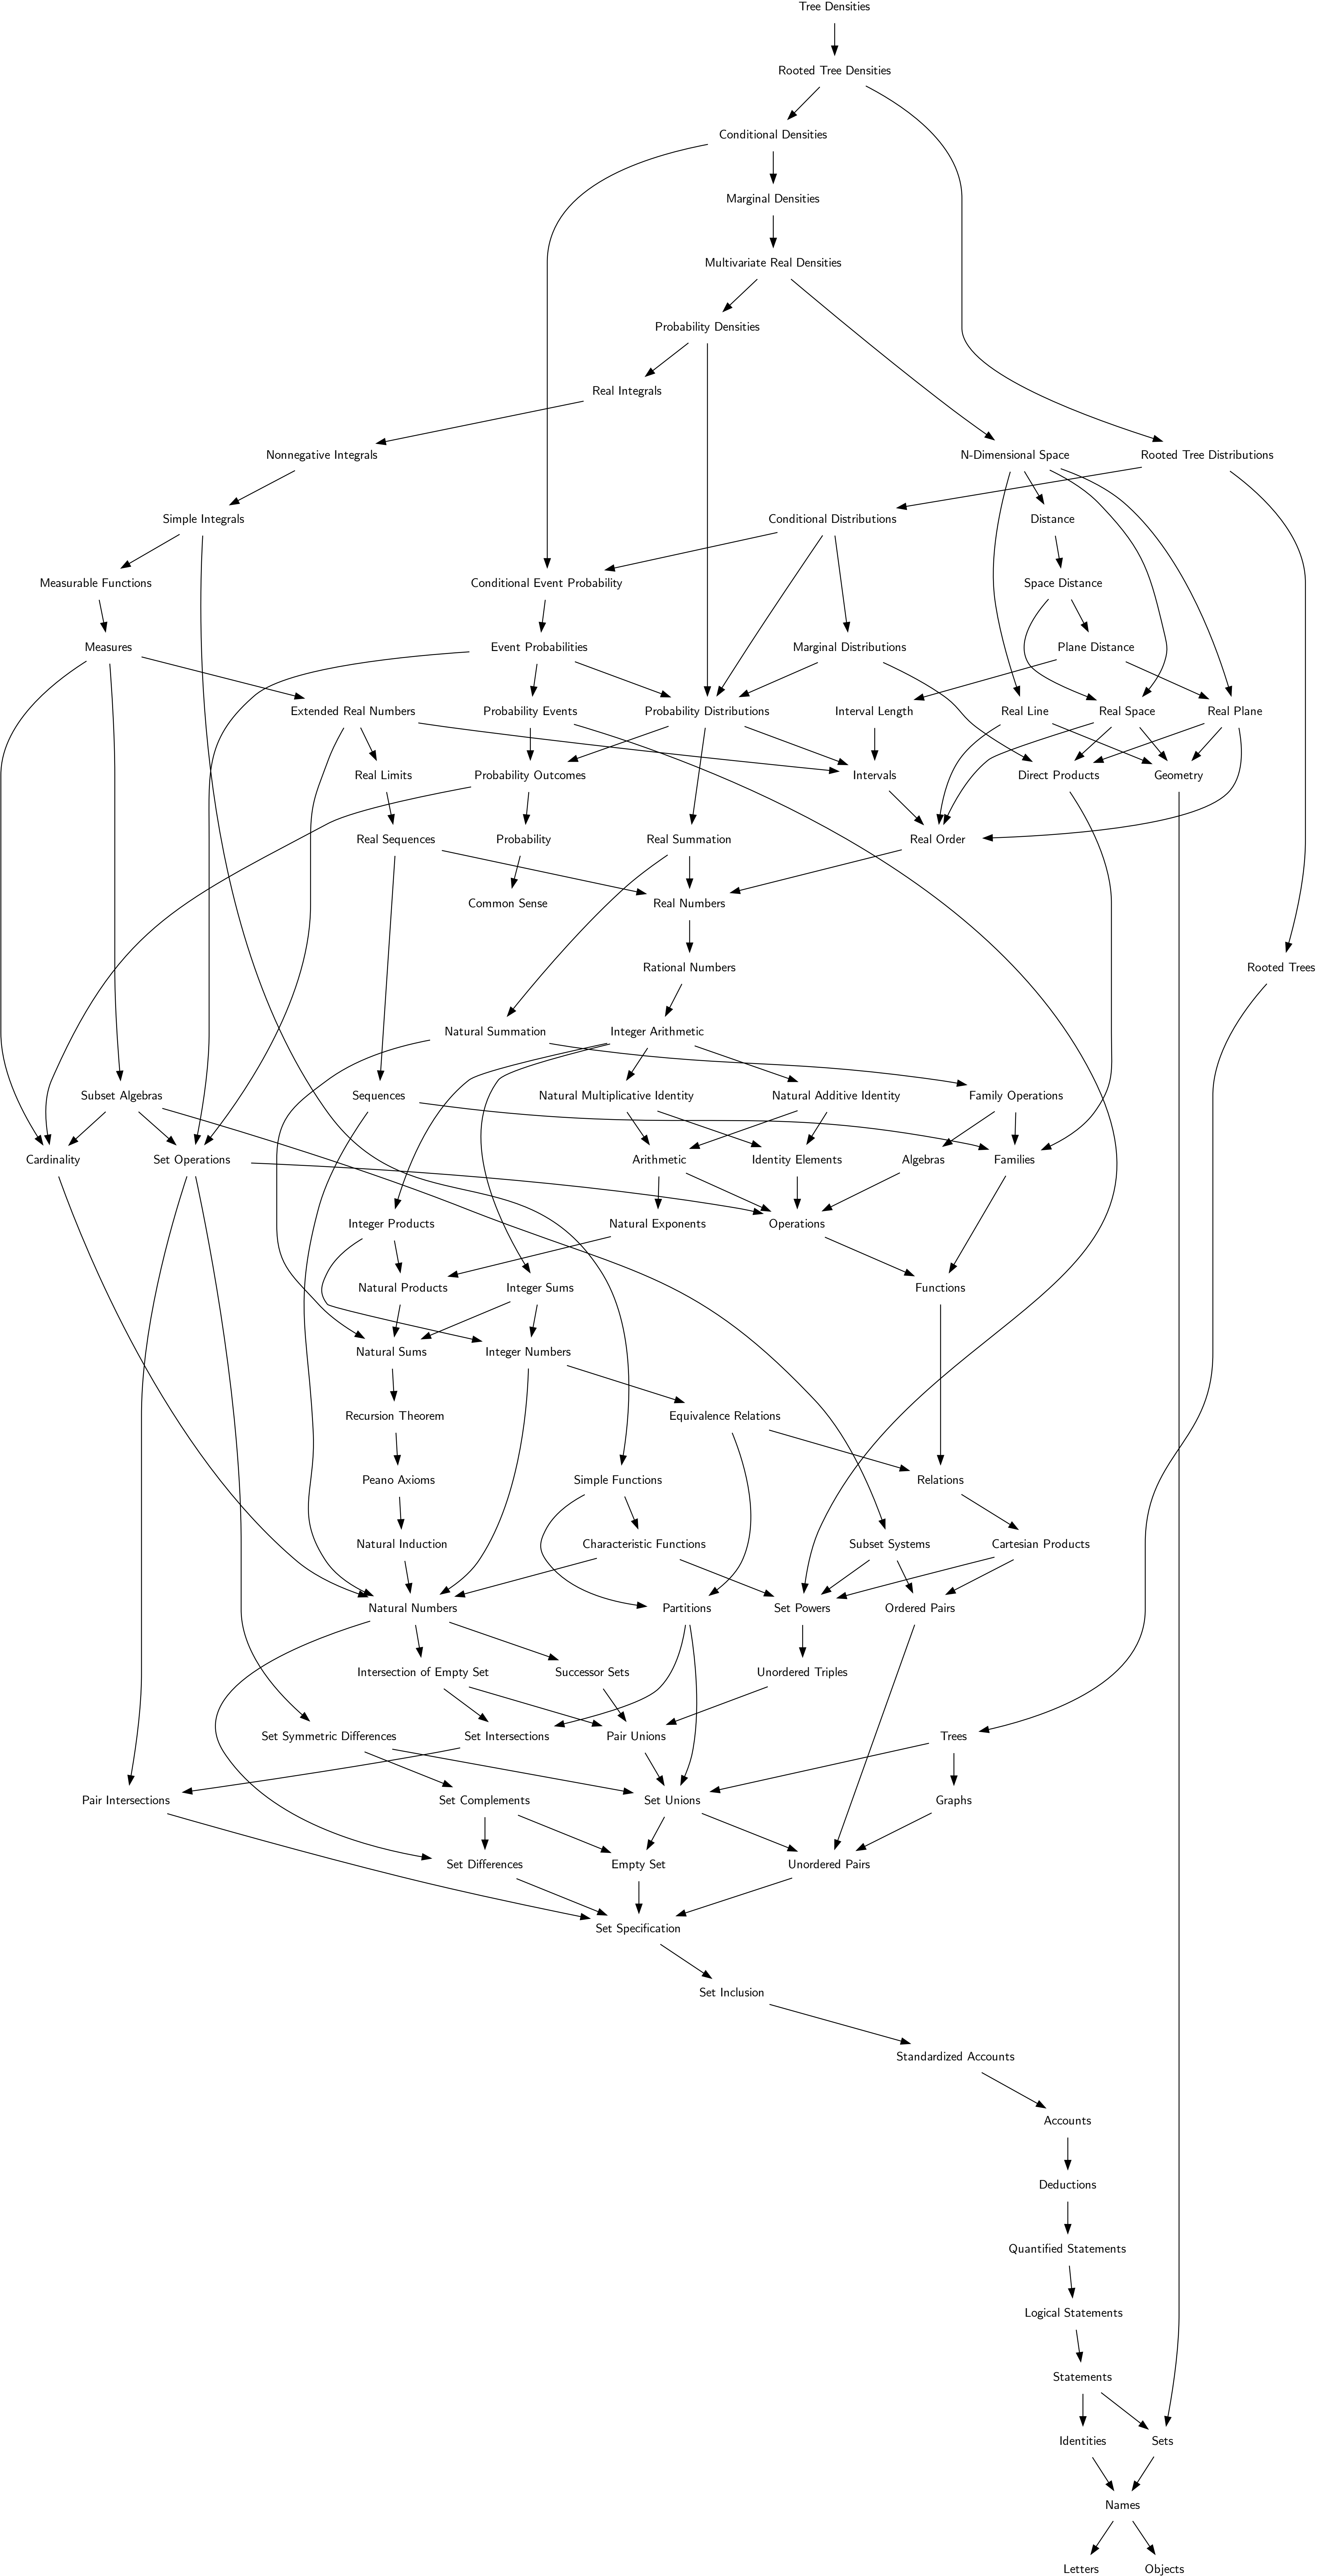 Tree Densities
Rooted Tree Densities
Conditional Densities
Marginal Densities
Multivariate Real Densities
Probability Densities
Real Integrals
Nonnegative Integrals
N-Dimensional Space
Rooted Tree Distributions
Simple Integrals
Conditional Distributions
Distance
Measurable Functions
Conditional Event Probability
Space Distance
Measures
Event Probabilities
Marginal Distributions
Plane Distance
Extended Real Numbers
Probability Events
Probability Distributions
Interval Length
Real Line
Real Space
Real Plane
Real Limits
Probability Outcomes
Intervals
Direct Products
Geometry
Real Sequences
Probability
Real Summation
Real Order
Common Sense
Real Numbers
Rational Numbers
Rooted Trees
Natural Summation
Integer Arithmetic
Subset Algebras
Sequences
Natural Multiplicative Identity
Natural Additive Identity
Family Operations
Cardinality
Set Operations
Arithmetic
Identity Elements
Algebras
Families
Integer Products
Natural Exponents
Operations
Natural Products
Integer Sums
Functions
Natural Sums
Integer Numbers
Recursion Theorem
Equivalence Relations
Peano Axioms
Simple Functions
Relations
Natural Induction
Characteristic Functions
Subset Systems
Cartesian Products
Natural Numbers
Partitions
Set Powers
Ordered Pairs
Intersection of Empty Set
Successor Sets
Unordered Triples
Set Symmetric Differences
Set Intersections
Pair Unions
Trees
Pair Intersections
Set Complements
Set Unions
Graphs
Set Differences
Empty Set
Unordered Pairs
Set Specification
Set Inclusion
Standardized Accounts
Accounts
Deductions
Quantified Statements
Logical Statements
Statements
Identities
Sets
Names
Letters
Objects